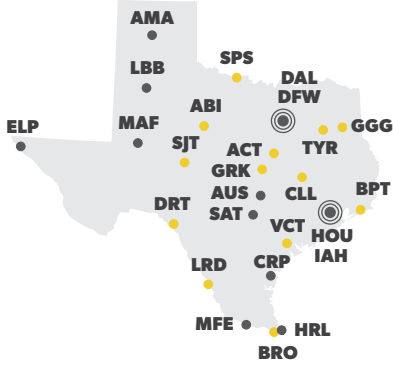 AMA
SPS
LBB
DAL
DFW
ABI
ELP
MAF
GGG
SJT
ACT
TYR
GRK
AUS
CLL
BPT
SAT
DRT
VCT
HOU
IAH
LRD
CRP
MFE
HRL
BRO